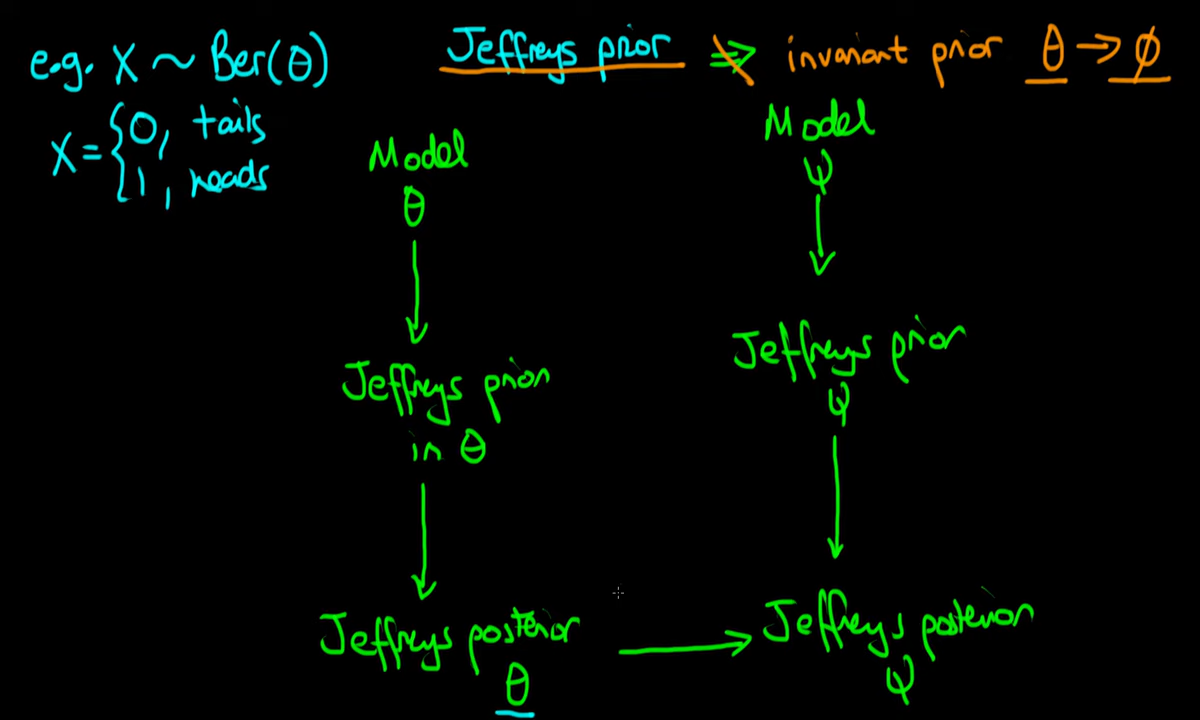 e.g. X ~ Ber(θ)
X = { 0, tails
1, heads
Jeffreys prior ⇏ invariant prior θ → φ
Model
θ
Jeffreys prior
in θ
Jeffreys posterior
θ
Model
ψ
Jeffreys prior
ψ
Jeffreys posterior
ψ